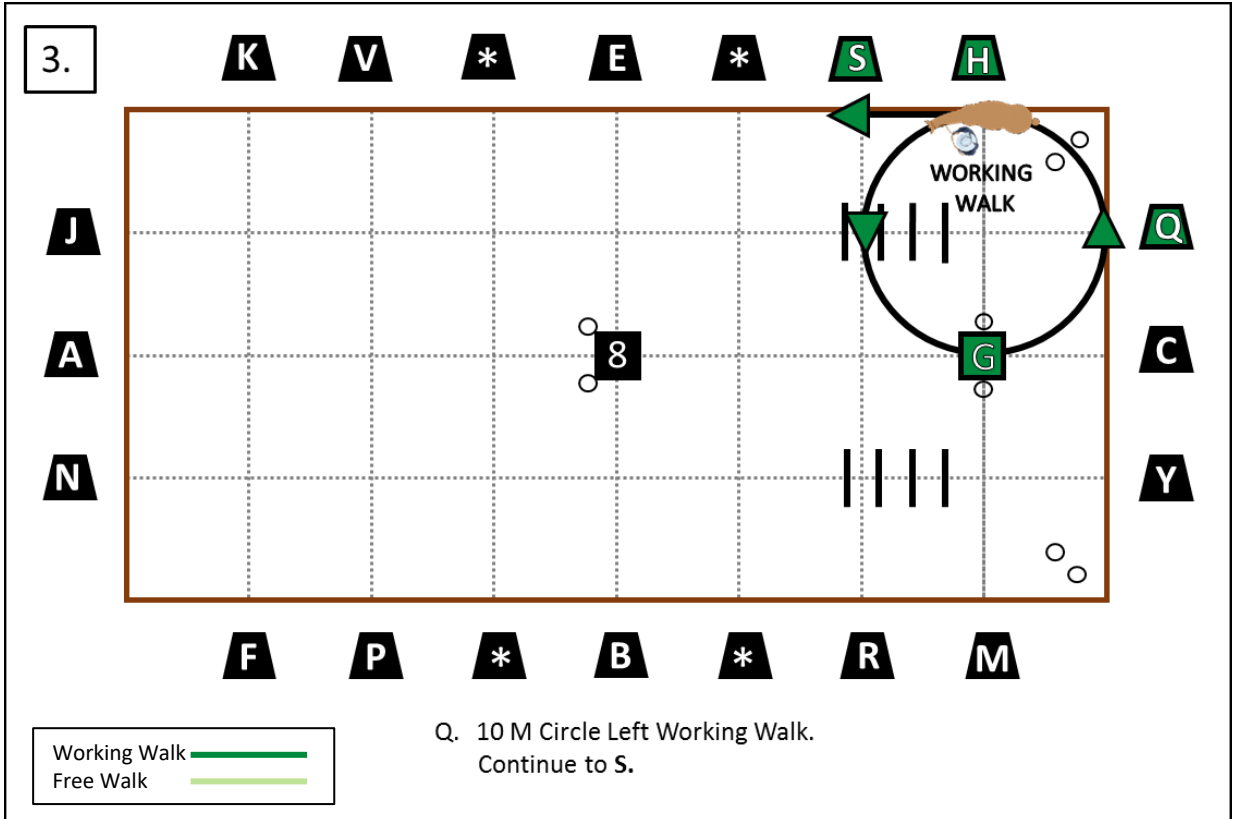 3.
K V * E * S H
WORKING
WALK
J Q
A 8 G C
N Y
F P * B * R M
Q. 10 M Circle Left Working Walk.
Continue to S.
Working Walk
Free Walk